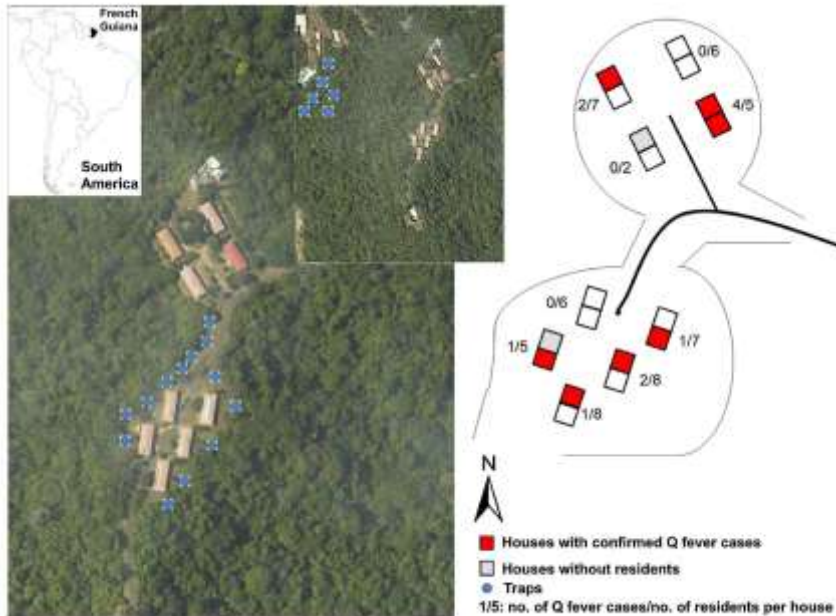 French
Guiana
South
America
0/6
2/7
4/5
0/2
0/6
1/5
1/7
2/8
1/8
N
Houses with confirmed Q fever cases
Houses without residents
Traps
1/5: no. of Q fever cases/no. of residents per house